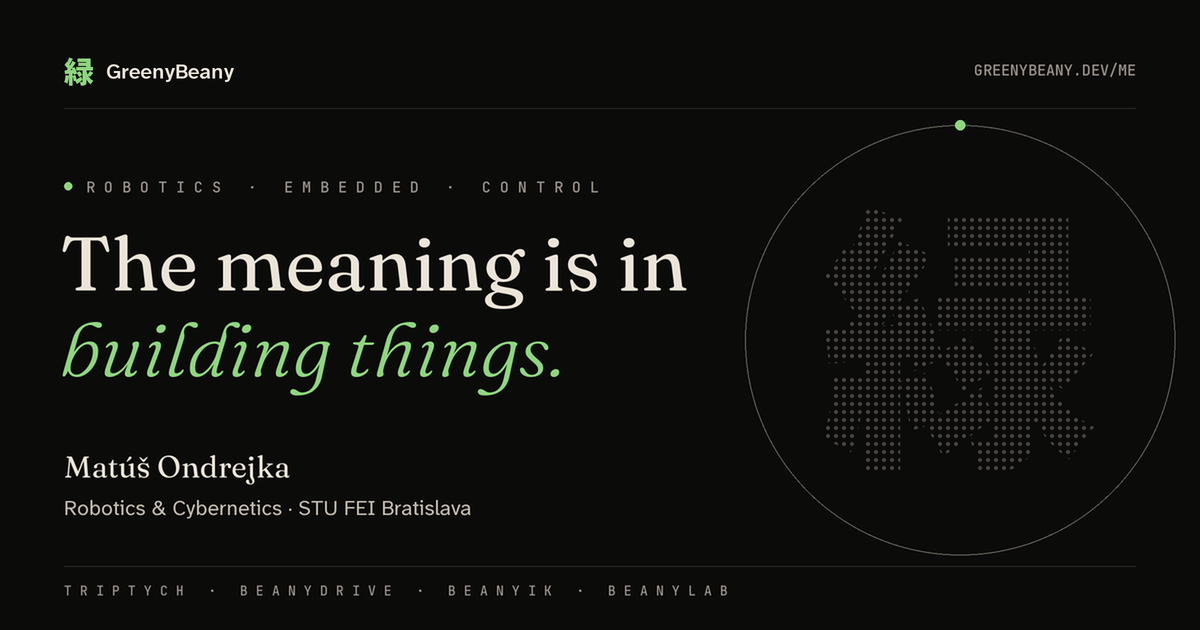 緑 GreenyBeany
GREENYBEANY.DEV/ME
ROBOTICS · EMBEDDED · CONTROL
The meaning is in
building things.
緑
Matúš Ondrejka
Robotics & Cybernetics · STU FEI Bratislava
TRIPTYCH · BEANYDRIVE · BEANYIK · BEANYLAB